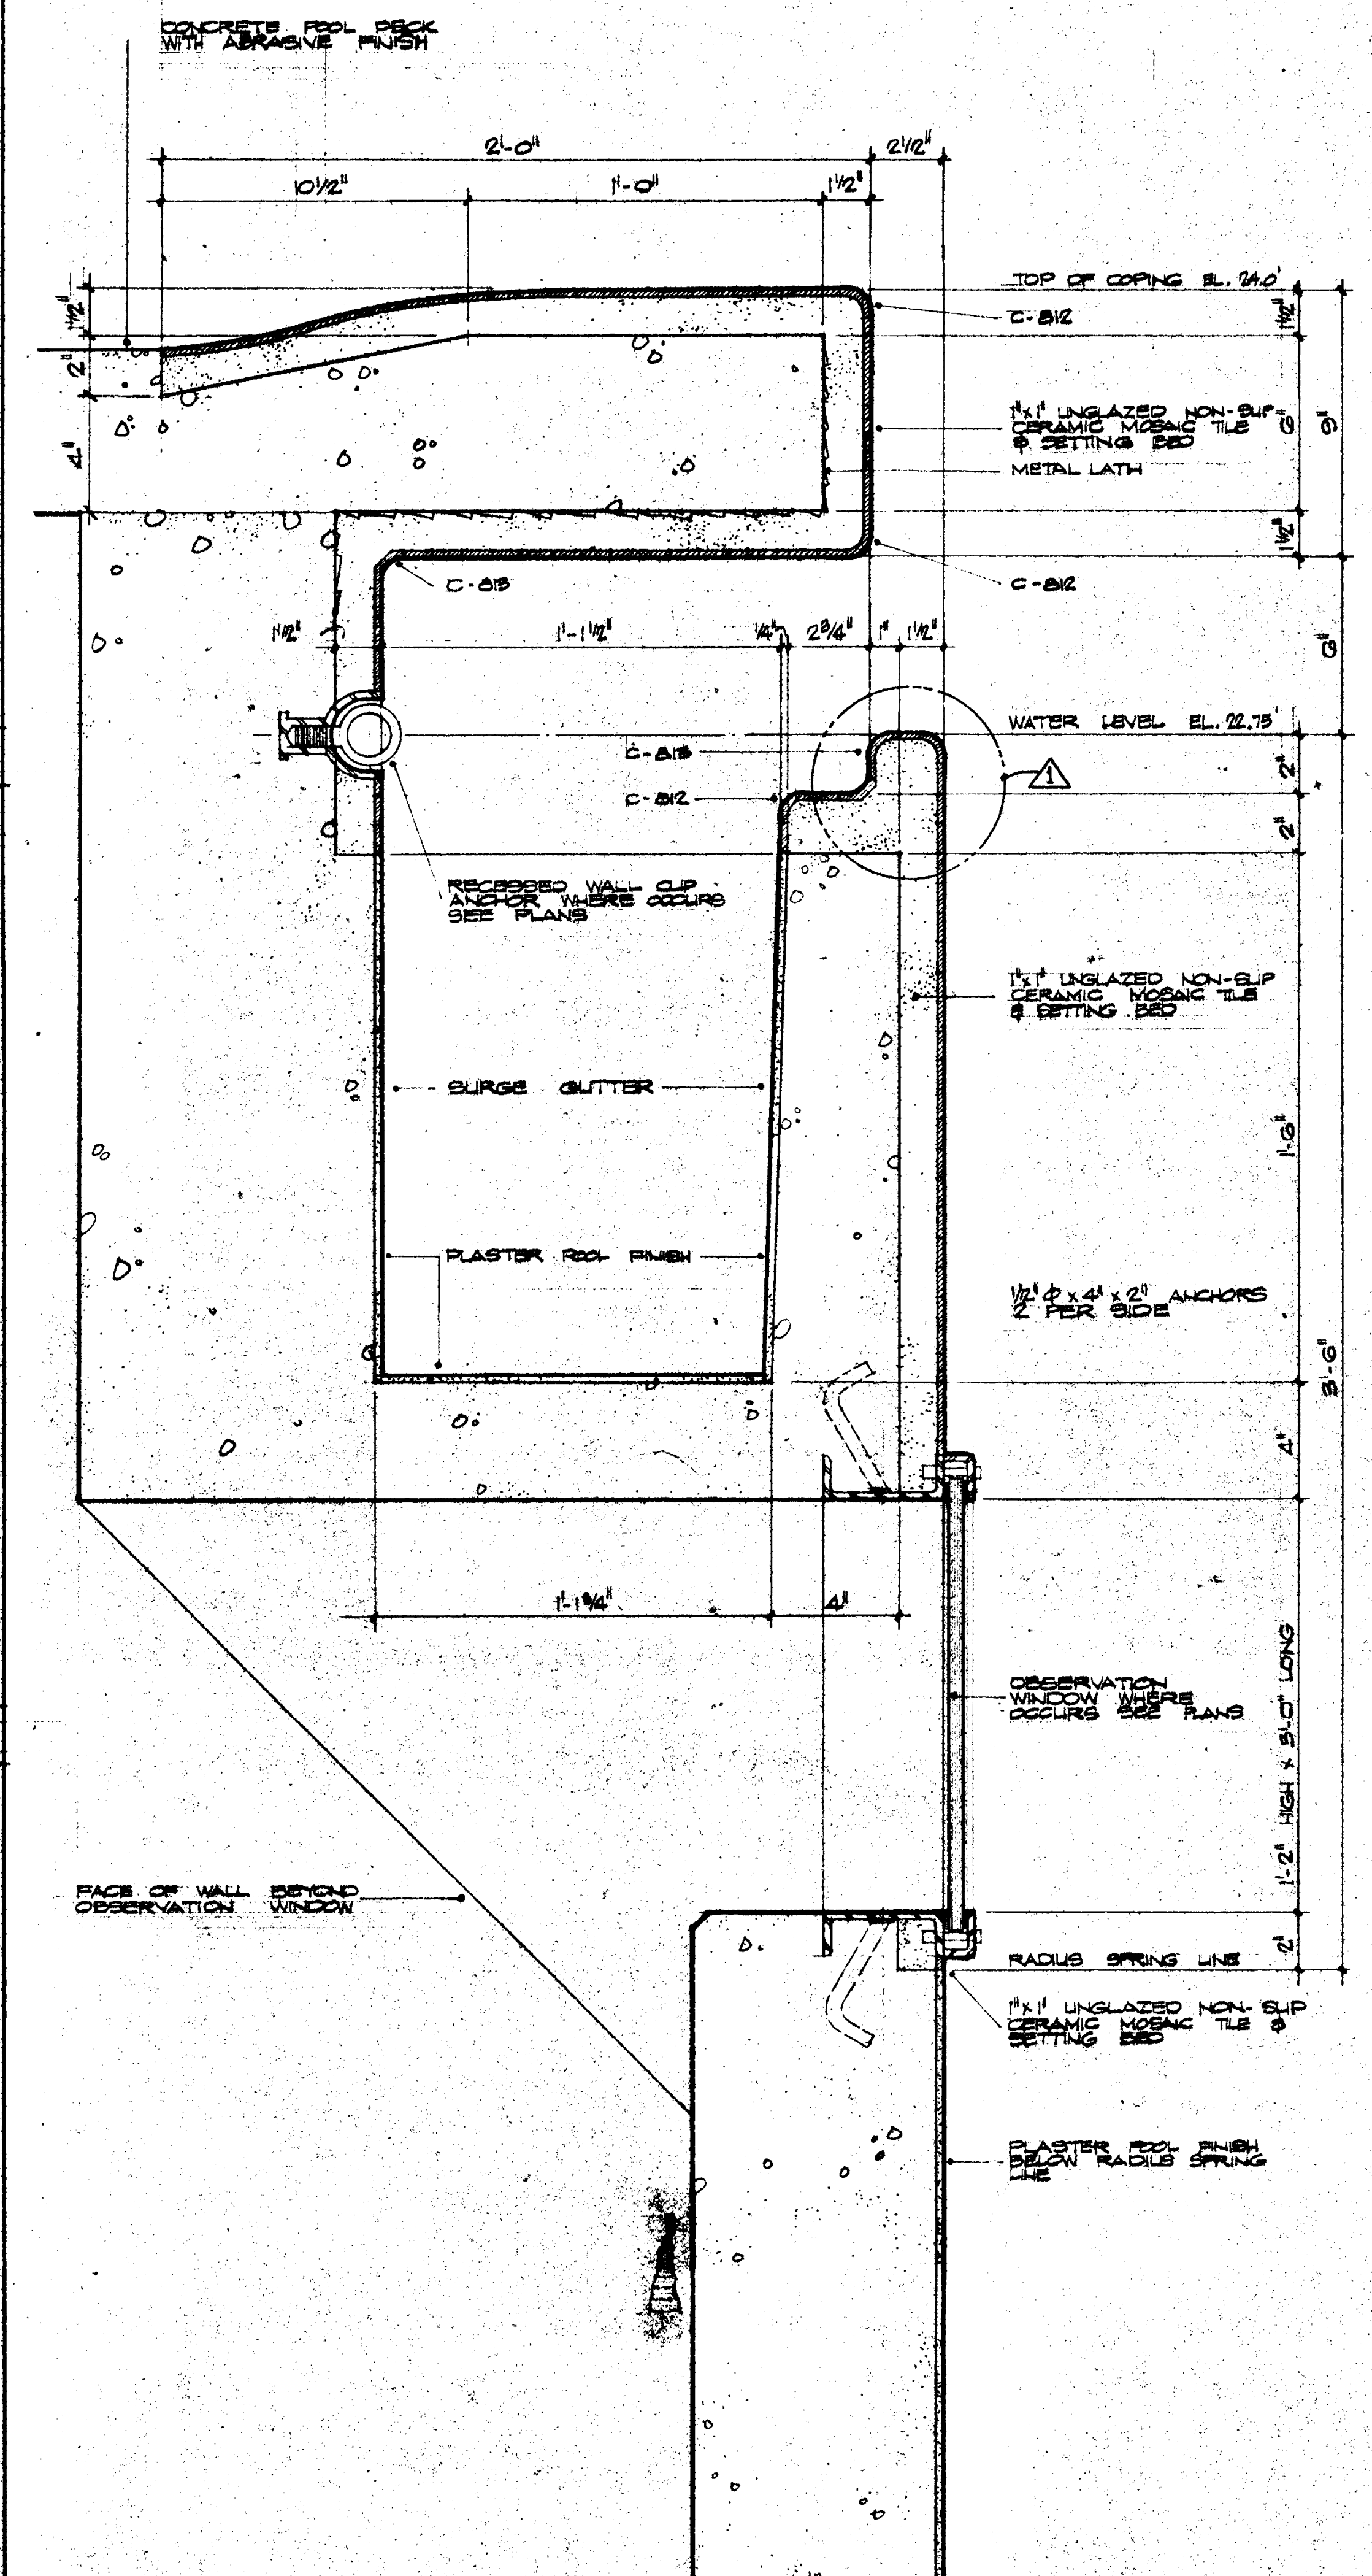 CONCRETE POOL DECK
WITH ABRASIVE FINISH
2'-0"
2 1/2"
10 1/2"
1'-0"
1 1/2"
TOP OF COPING EL. 24.0'
1 1/2"
1 1/2"
C-812
2"
1"x1" UNGLAZED NON-SLIP
CERAMIC MOSAIC TILE
& SETTING BED
6"
9"
4"
METAL LATH
1 1/2"
C-813
C-812
1 1/2"
1'-1 1/2"
1/4"
2 3/4"
1"
1 1/2"
6"
WATER LEVEL EL. 22.75'
C-813
1
2"
C-812
2"
RECESSED WALL CUP
ANCHOR WHERE OCCURS
SEE PLANS
1"x1" UNGLAZED NON-SLIP
CERAMIC MOSAIC TILE
& SETTING BED
SURGE GUTTER
1'-6"
PLASTER POOL FINISH
1/2" Φ x 4" x 2" ANCHORS
2 PER SIDE
3'-6"
4"
1'-1 3/4"
4"
OBSERVATION
WINDOW WHERE
OCCURS SEE PLANS
1'-2" HIGH x 3'-0" LONG
FACE OF WALL BEYOND
OBSERVATION WINDOW
2"
RADIUS SPRING LINE
1"x1" UNGLAZED NON-SLIP
CERAMIC MOSAIC TILE &
SETTING BED
PLASTER POOL FINISH
BELOW RADIUS SPRING
LINE